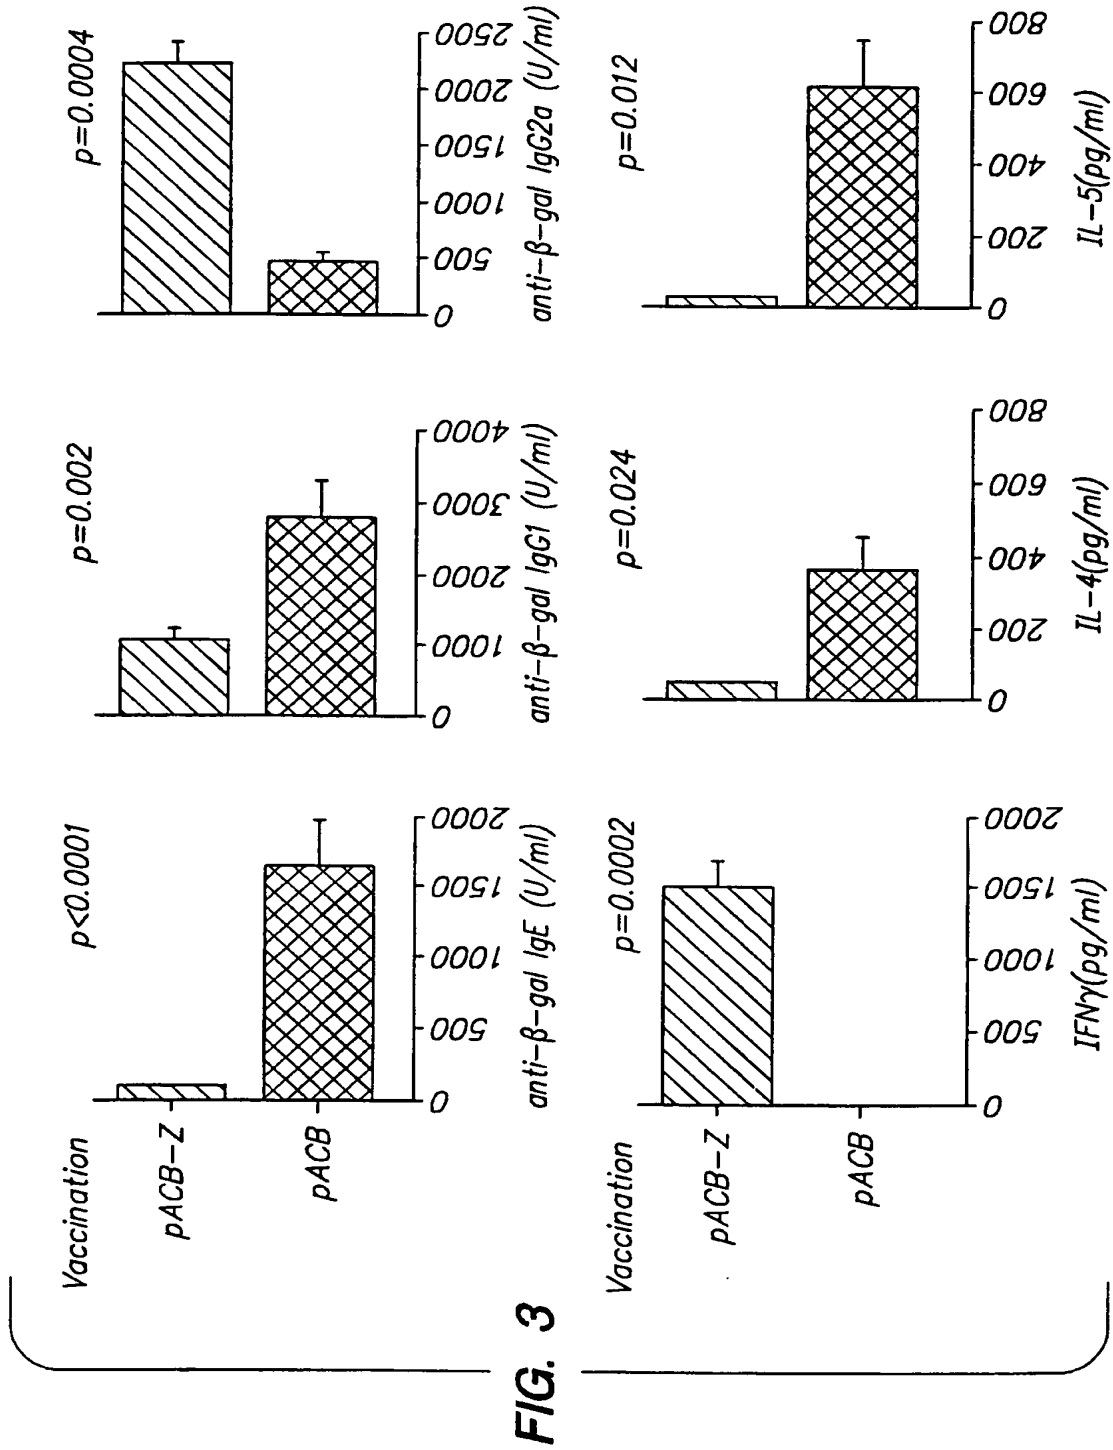 Vaccination
pACB-Z
pACB
p<0.0001
0 500 1000 1500 2000
anti-β-gal IgE (U/ml)
p=0.002
0 1000 2000 3000 4000
anti-β-gal IgG1 (U/ml)
p=0.0004
0 500 1000 1500 2000 2500
anti-β-gal IgG2a (U/ml)
Vaccination
pACB-Z
pACB
p=0.0002
0 500 1000 1500 2000
IFNγ(pg/ml)
p=0.024
0 200 400 600 800
IL-4(pg/ml)
p=0.012
0 200 400 600 800
IL-5(pg/ml)
FIG. 3